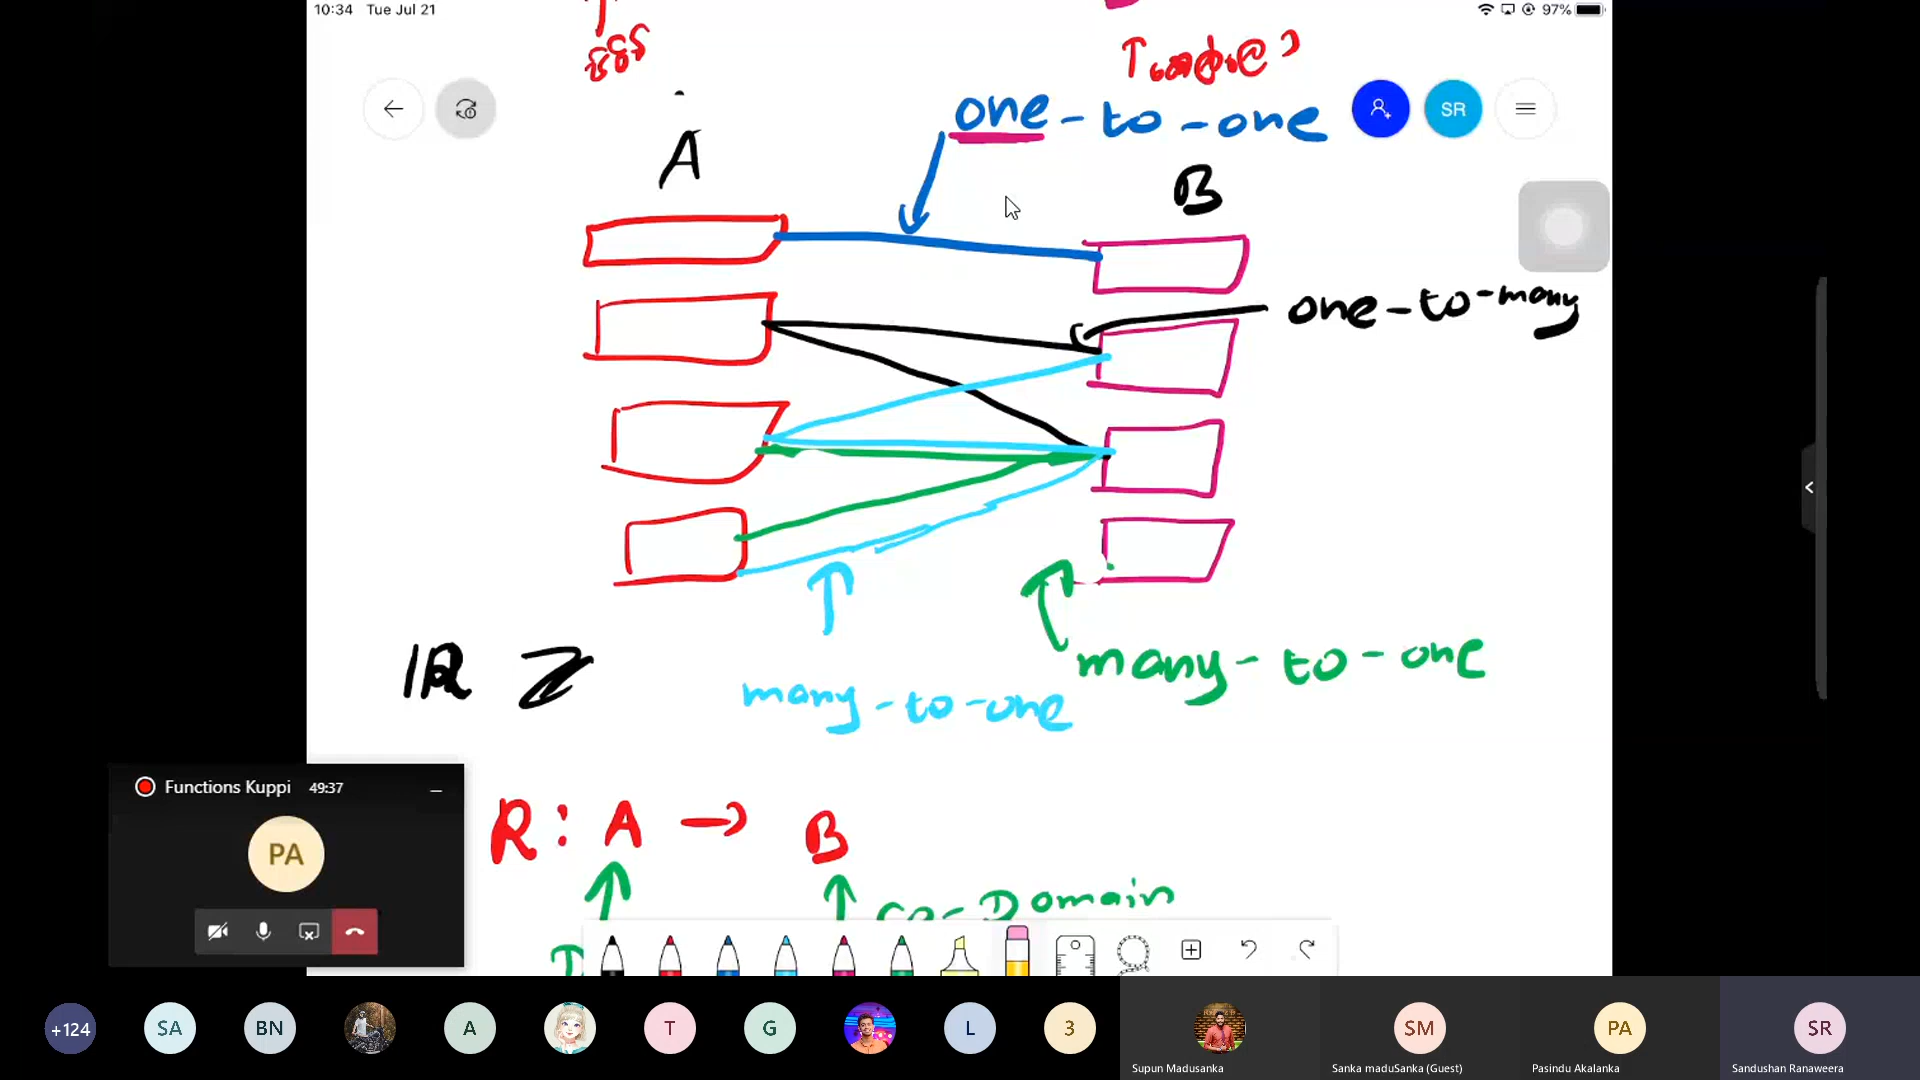 10:34 Tue Jul 21
97%
one-to-one
SR
A
B
one-to-many
many-to-one
many-to-one
IR Z
Functions Kuppi 49:37
PA
R: A → B
co-Domain
D
+124
SA
BN
A
T
G
L
3
Supun Madusanka
SM
Sanka maduSanka (Guest)
PA
Pasindu Akalanka
SR
Sandushan Ranaweera